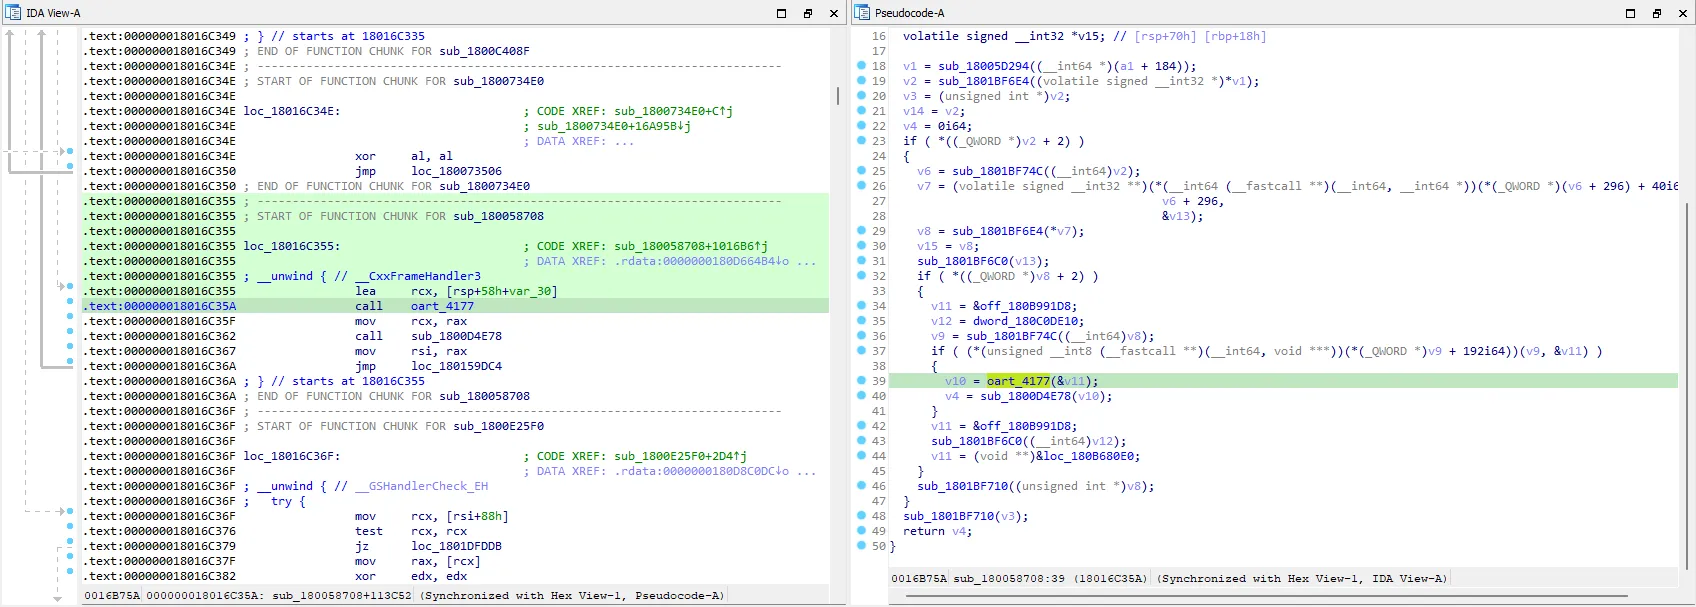 IDA View-A
.text:000000018016C349 ; } // starts at 18016C335
.text:000000018016C349 ; END OF FUNCTION CHUNK FOR sub_1800C408F
.text:000000018016C34E ; ---------------------------------------------------------------------------
.text:000000018016C34E ; START OF FUNCTION CHUNK FOR sub_1800734E0
.text:000000018016C34E
.text:000000018016C34E loc_18016C34E: ; CODE XREF: sub_1800734E0+C↑j
.text:000000018016C34E ; sub_1800734E0+16A95B↓j
.text:000000018016C34E ; DATA XREF: ...
.text:000000018016C34E xor al, al
.text:000000018016C350 jmp loc_180073506
.text:000000018016C350 ; END OF FUNCTION CHUNK FOR sub_1800734E0
.text:000000018016C355 ; ---------------------------------------------------------------------------
.text:000000018016C355 ; START OF FUNCTION CHUNK FOR sub_180058708
.text:000000018016C355
.text:000000018016C355 loc_18016C355: ; CODE XREF: sub_180058708+1016B6↑j
.text:000000018016C355 ; DATA XREF: .rdata:0000000180D664B4↓o ...
.text:000000018016C355 ; __unwind { // __CxxFrameHandler3
.text:000000018016C355 lea rcx, [rsp+58h+var_30]
.text:000000018016C35A call oart_4177
.text:000000018016C35F mov rcx, rax
.text:000000018016C362 call sub_1800D4E78
.text:000000018016C367 mov rsi, rax
.text:000000018016C36A jmp loc_180159DC4
.text:000000018016C36A ; } // starts at 18016C355
.text:000000018016C36A ; END OF FUNCTION CHUNK FOR sub_180058708
.text:000000018016C36F ; ---------------------------------------------------------------------------
.text:000000018016C36F ; START OF FUNCTION CHUNK FOR sub_1800E25F0
.text:000000018016C36F
.text:000000018016C36F loc_18016C36F: ; CODE XREF: sub_1800E25F0+2D4↑j
.text:000000018016C36F ; DATA XREF: .rdata:0000000180D8C0DC↓o ...
.text:000000018016C36F ; __unwind { // __GSHandlerCheck_EH
.text:000000018016C36F ; try {
.text:000000018016C36F mov rcx, [rsi+88h]
.text:000000018016C376 test rcx, rcx
.text:000000018016C379 jz loc_1801DFDDB
.text:000000018016C37F mov rax, [rcx]
.text:000000018016C382 xor edx, edx
0016B75A 000000018016C35A: sub_180058708+113C52 (Synchronized with Hex View-1, Pseudocode-A)
Pseudocode-A
16 volatile signed __int32 *v15; // [rsp+70h] [rbp+18h]
17
18 v1 = sub_18005D294((__int64 *)(a1 + 184));
19 v2 = sub_1801BF6E4((volatile signed __int32 *)*v1);
20 v3 = (unsigned int *)v2;
21 v14 = v2;
22 v4 = 0i64;
23 if ( *((_QWORD *)v2 + 2) )
24 {
25 v6 = sub_1801BF74C((__int64)v2);
26 v7 = (volatile signed __int32 **)(*(__int64 (__fastcall **)(__int64, __int64 *))(*(_QWORD *)(v6 + 296) + 40i6
27 v6 + 296,
28 &v13);
29 v8 = sub_1801BF6E4(*v7);
30 v15 = v8;
31 sub_1801BF6C0(v13);
32 if ( *((_QWORD *)v8 + 2) )
33 {
34 v11 = &off_180B991D8;
35 v12 = dword_180C0DE10;
36 v9 = sub_1801BF74C((__int64)v8);
37 if ( (*(unsigned __int8 (__fastcall **)(__int64, void ***))(*(_QWORD *)v9 + 192i64))(v9, &v11) )
38 {
39 v10 = oart_4177(&v11);
40 v4 = sub_1800D4E78(v10);
41 }
42 v11 = &off_180B991D8;
43 sub_1801BF6C0((__int64)v12);
44 v11 = (void **)&loc_180B680E0;
45 }
46 sub_1801BF710((unsigned int *)v8);
47 }
48 sub_1801BF710(v3);
49 return v4;
50 }
0016B75A sub_180058708:39 (18016C35A) (Synchronized with Hex View-1, IDA View-A)